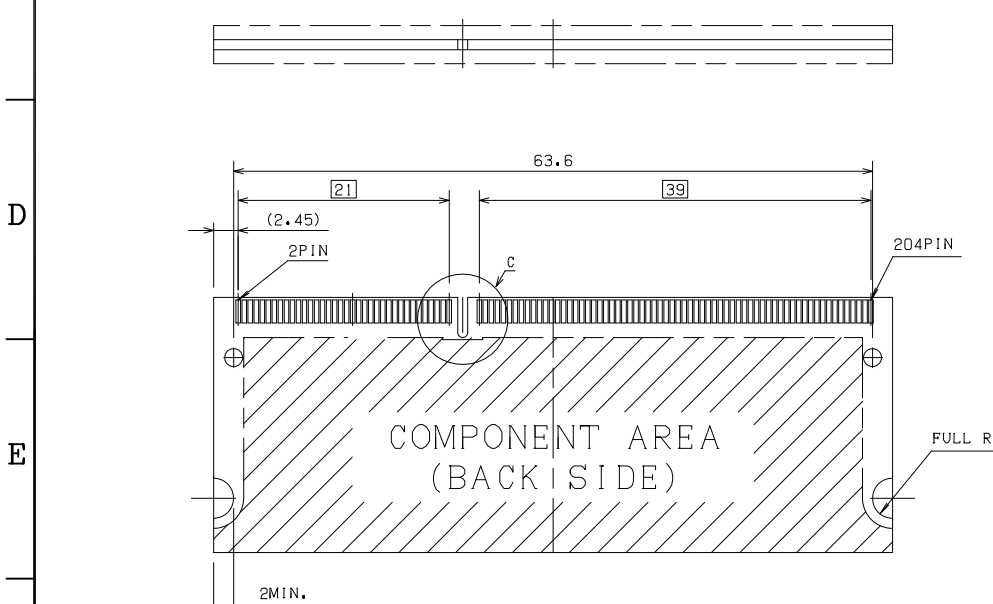 63.6
21
39
(2.45)
2PIN
C
204PIN
D
COMPONENT AREA
(BACK SIDE)
FULL R
E
2MIN.